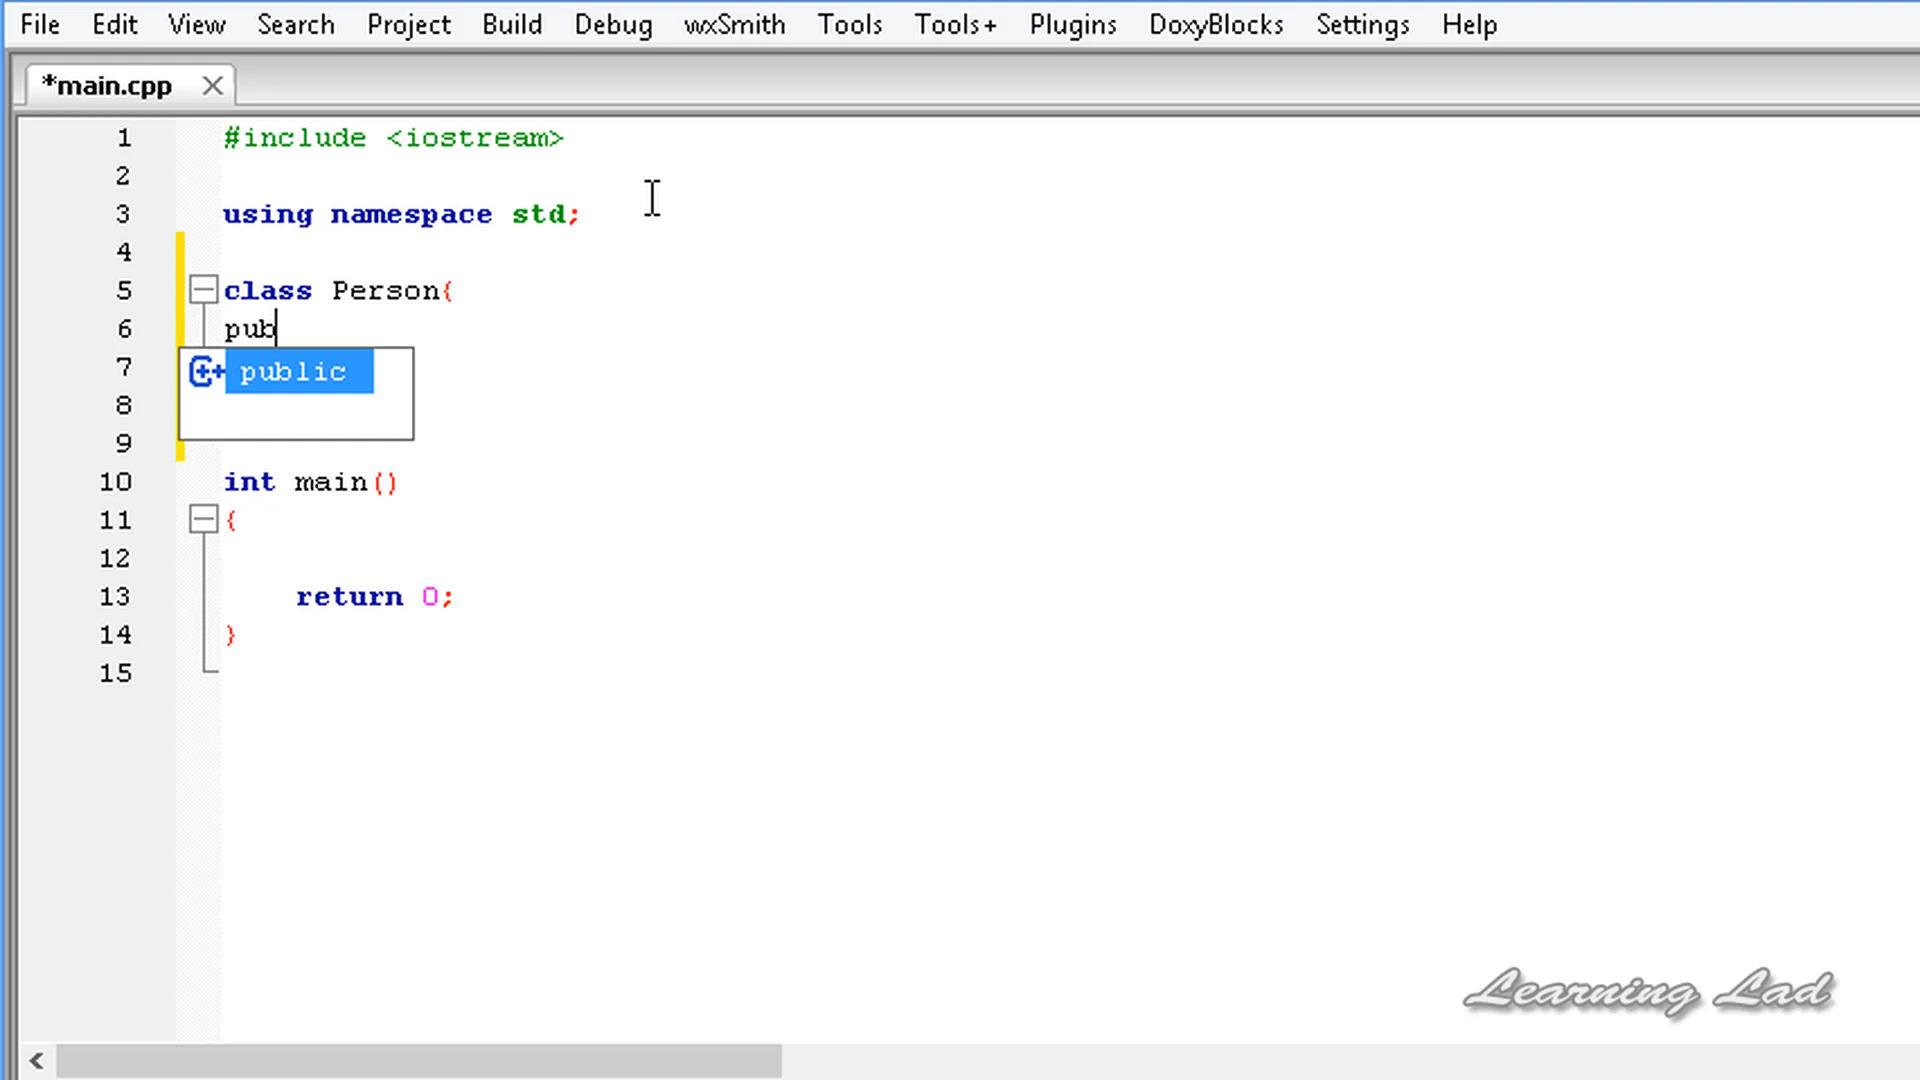 File Edit View Search Project Build Debug wxSmith Tools Tools+ Plugins DoxyBlocks Settings Help
*main.cpp
1 #include <iostream>
2
3 using namespace std;
4
5 class Person{
6 pub
7 public
8
9
10 int main()
11 {
12
13 return 0;
14 }
15
Learning Lad